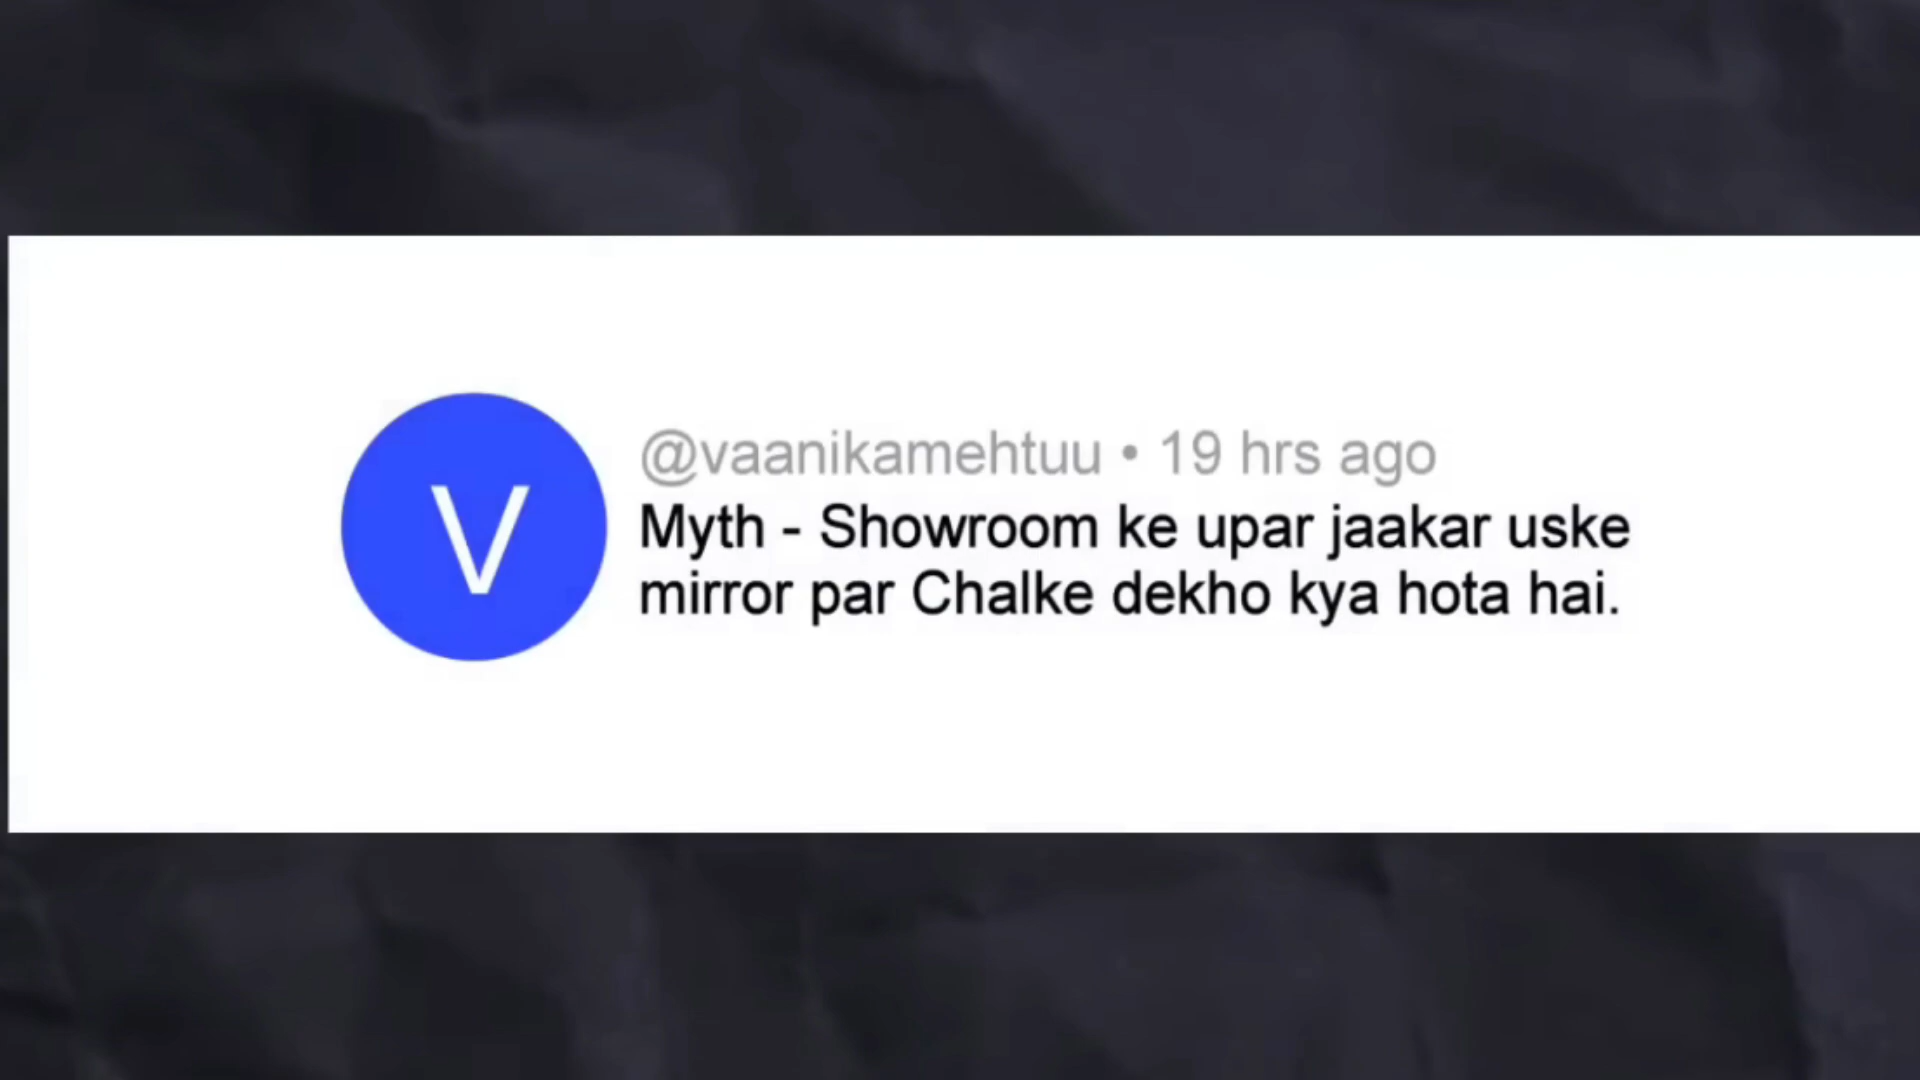 V
@vaanikamehtuu • 19 hrs ago
Myth - Showroom ke upar jaakar uske
mirror par Chalke dekho kya hota hai.